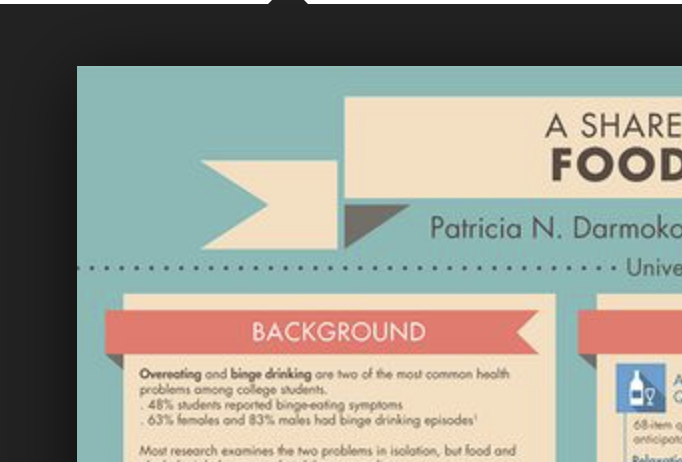 A SHARE
FOOD
Patricia N. Darmok
Unive
BACKGROUND
Overeating and binge drinking are two of the most common health
problems among college students.
. 48% students reported binge-eating symptoms
. 63% females and 83% males had binge drinking episodes¹
Most research examines the two problems in isolation, but food and
68-item
anticipat